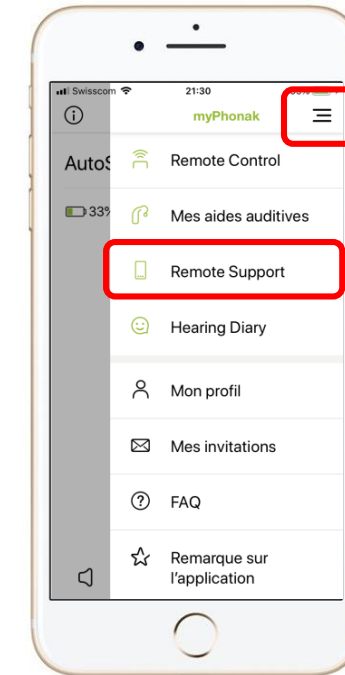 Swisscom 21:30
myPhonak
AutoS
Remote Control
33%
Mes aides auditives
Remote Support
Hearing Diary
Mon profil
Mes invitations
FAQ
Remarque sur
l'application